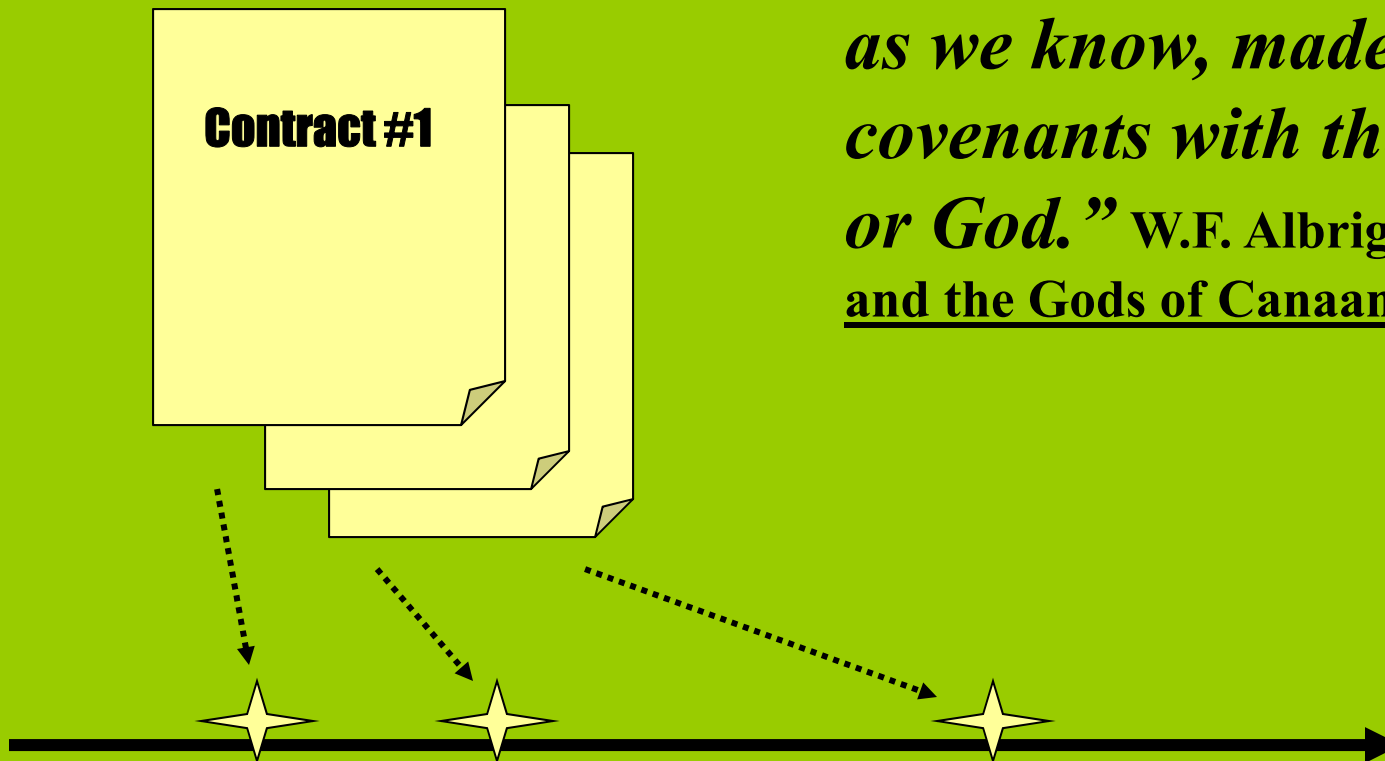 Contract #1
as we know, made
covenants with th
or God.” W.F. Albrig
and the Gods of Canaan